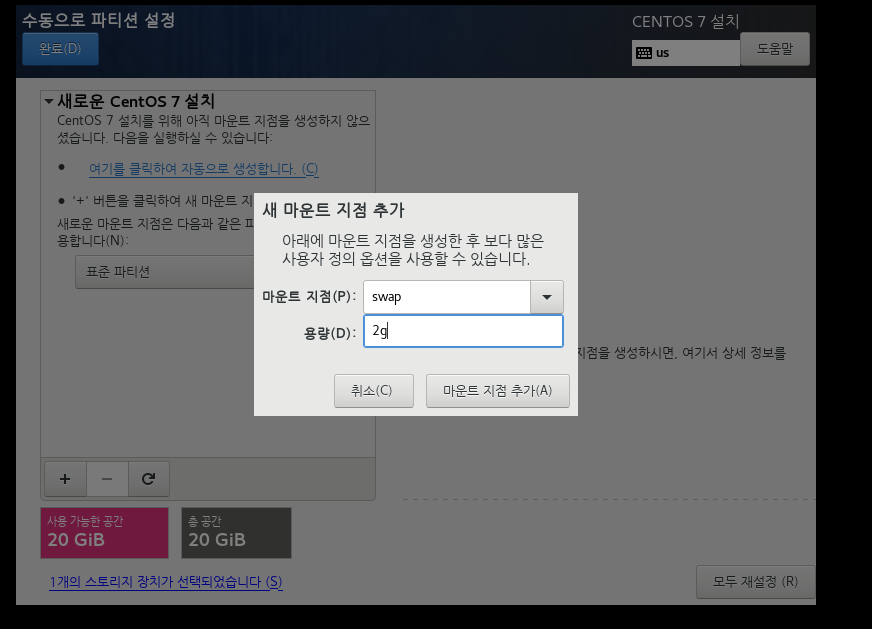 수동으로 파티션 설정
CENTOS 7 설치
완료(D)
us
도움말
새로운 CentOS 7 설치
CentOS 7 설치를 위해 아직 마운트 지점을 생성하지 않으
셨습니다. 다음을 실행하실 수 있습니다:
• 여기를 클릭하여 자동으로 생성합니다. (C)
• '+' 버튼을 클릭하여 새 마운트 지
새로운 마운트 지점은 다음과 같은 파
용합니다(N):
표준 파티션
새 마운트 지점 추가
아래에 마운트 지점을 생성한 후 보다 많은
사용자 정의 옵션을 사용할 수 있습니다.
마운트 지점(P): swap
용량(D): 2g
취소(C)
마운트 지점 추가(A)
지점을 생성하시면, 여기서 상세 정보를
+
−
사용 가능한 공간
20 GiB
총 공간
20 GiB
1개의 스토리지 장치가 선택되었습니다 (S)
모두 재설정 (R)